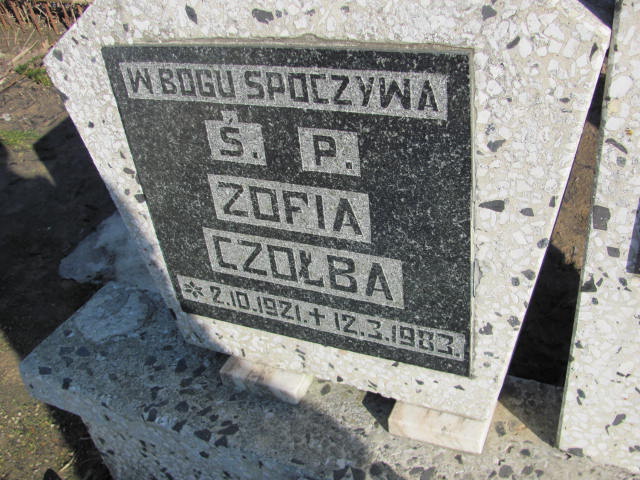 W BOGU SPOCZYWA
Ś. P.
ZOFIA
CZOŁBA
* 2.10.1921. + 12.3.1983.